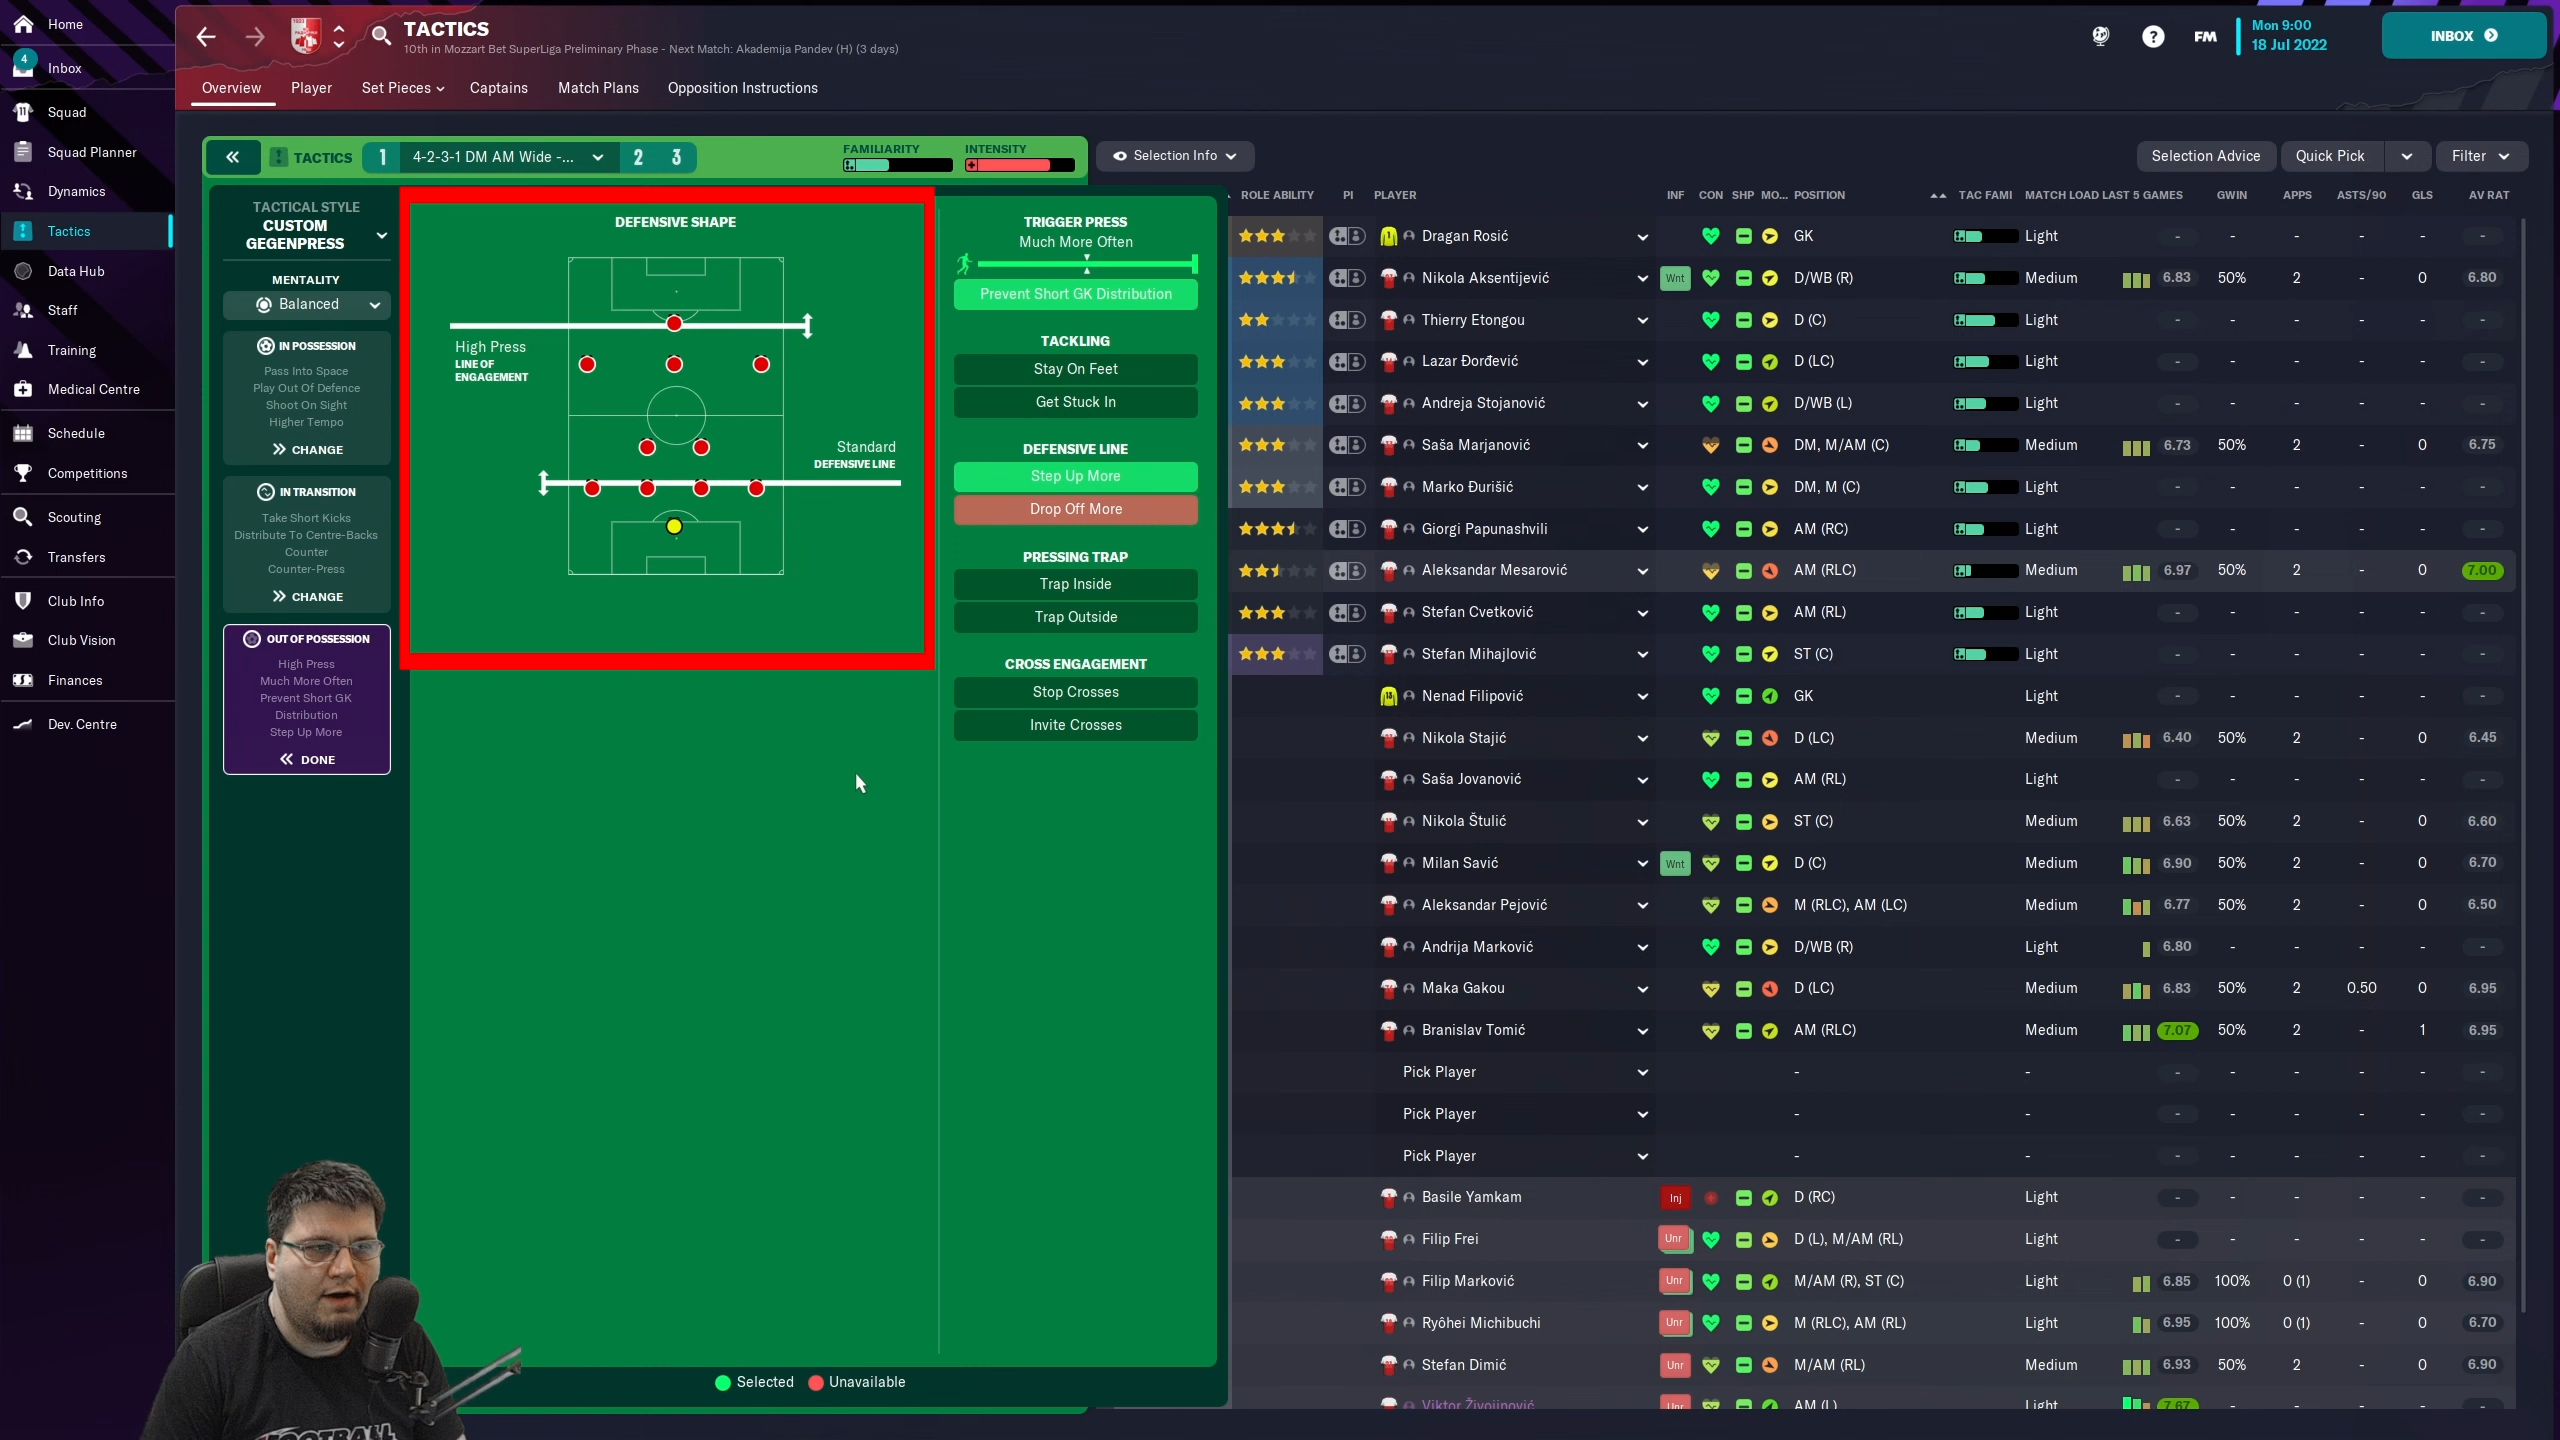 Home
4
Inbox
Squad
Squad Planner
Dynamics
Tactics
Data Hub
Staff
Training
Medical Centre
Schedule
Competitions
Scouting
Transfers
Club Info
Club Vision
Finances
Dev. Centre
TACTICS
10th in Mozzart Bet SuperLiga Preliminary Phase - Next Match: Akademija Pandev (H) (3 days)
FM
Mon 9:00
18 Jul 2022
INBOX
Overview Player Set Pieces Captains Match Plans Opposition Instructions
TACTICS 1 4-2-3-1 DM AM Wide -... 2 3
FAMILIARITY INTENSITY
Selection Info
Selection Advice Quick Pick Filter
TACTICAL STYLE
CUSTOM
GEGENPRESS
MENTALITY
Balanced
IN POSSESSION
Pass Into Space
Play Out Of Defence
Shoot On Sight
Higher Tempo
CHANGE
IN TRANSITION
Take Short Kicks
Distribute To Centre-Backs
Counter
Counter-Press
CHANGE
OUT OF POSSESSION
High Press
Much More Often
Prevent Short GK
Distribution
Step Up More
DONE
DEFENSIVE SHAPE
High Press
LINE OF
ENGAGEMENT
Standard
DEFENSIVE LINE
TRIGGER PRESS
Much More Often
Prevent Short GK Distribution
TACKLING
Stay On Feet
Get Stuck In
DEFENSIVE LINE
Step Up More
Drop Off More
PRESSING TRAP
Trap Inside
Trap Outside
CROSS ENGAGEMENT
Stop Crosses
Invite Crosses
Selected Unavailable
ROLE ABILITY PI PLAYER INF CON SHP MO... POSITION TAC FAMI MATCH LOAD LAST 5 GAMES GWIN APPS ASTS/90 GLS AV RAT
Dragan Rosić GK Light - - - - - -
Nikola Aksentijević Wnt D/WB (R) Medium 6.83 50% 2 - 0 6.80
Thierry Etongou D (C) Light - - - - - -
Lazar Đorđević D (LC) Light - - - - - -
Andreja Stojanović D/WB (L) Light - - - - - -
Saša Marjanović DM, M/AM (C) Medium 6.73 50% 2 - 0 6.75
Marko Đurišić DM, M (C) Light - - - - - -
Giorgi Papunashvili AM (RC) Light - - - - - -
Aleksandar Mesarović AM (RLC) Medium 6.97 50% 2 - 0 7.00
Stefan Cvetković AM (RL) Light - - - - - -
Stefan Mihajlović ST (C) Light - - - - - -
Nenad Filipović GK Light - - - - - -
Nikola Stajić D (LC) Medium 6.40 50% 2 - 0 6.45
Saša Jovanović AM (RL) Light - - - - - -
Nikola Štulić ST (C) Medium 6.63 50% 2 - 0 6.60
Milan Savić Wnt D (C) Medium 6.90 50% 2 - 0 6.70
Aleksandar Pejović M (RLC), AM (LC) Medium 6.77 50% 2 - 0 6.50
Andrija Marković D/WB (R) Light 6.80 - - - - -
Maka Gakou D (LC) Medium 6.83 50% 2 0.50 0 6.95
Branislav Tomić AM (RLC) Medium 7.07 50% 2 - 1 6.95
Pick Player - - - - - - - -
Pick Player - - - - - - - -
Pick Player - - - - - - - -
Basile Yamkam Inj D (RC) Light - - - - - -
Filip Frei Unr D (L), M/AM (RL) Light - - - - - -
Filip Marković Unr M/AM (R), ST (C) Light 6.85 100% 0 (1) - 0 6.90
Ryôhei Michibuchi Unr M (RLC), AM (RL) Light 6.95 100% 0 (1) - 0 6.70
Stefan Dimić Unr M/AM (RL) Medium 6.93 50% 2 - 0 6.90
Viktor Živojinović Unr AM (L) Light 7.67 - - - - -
FOOTBALL